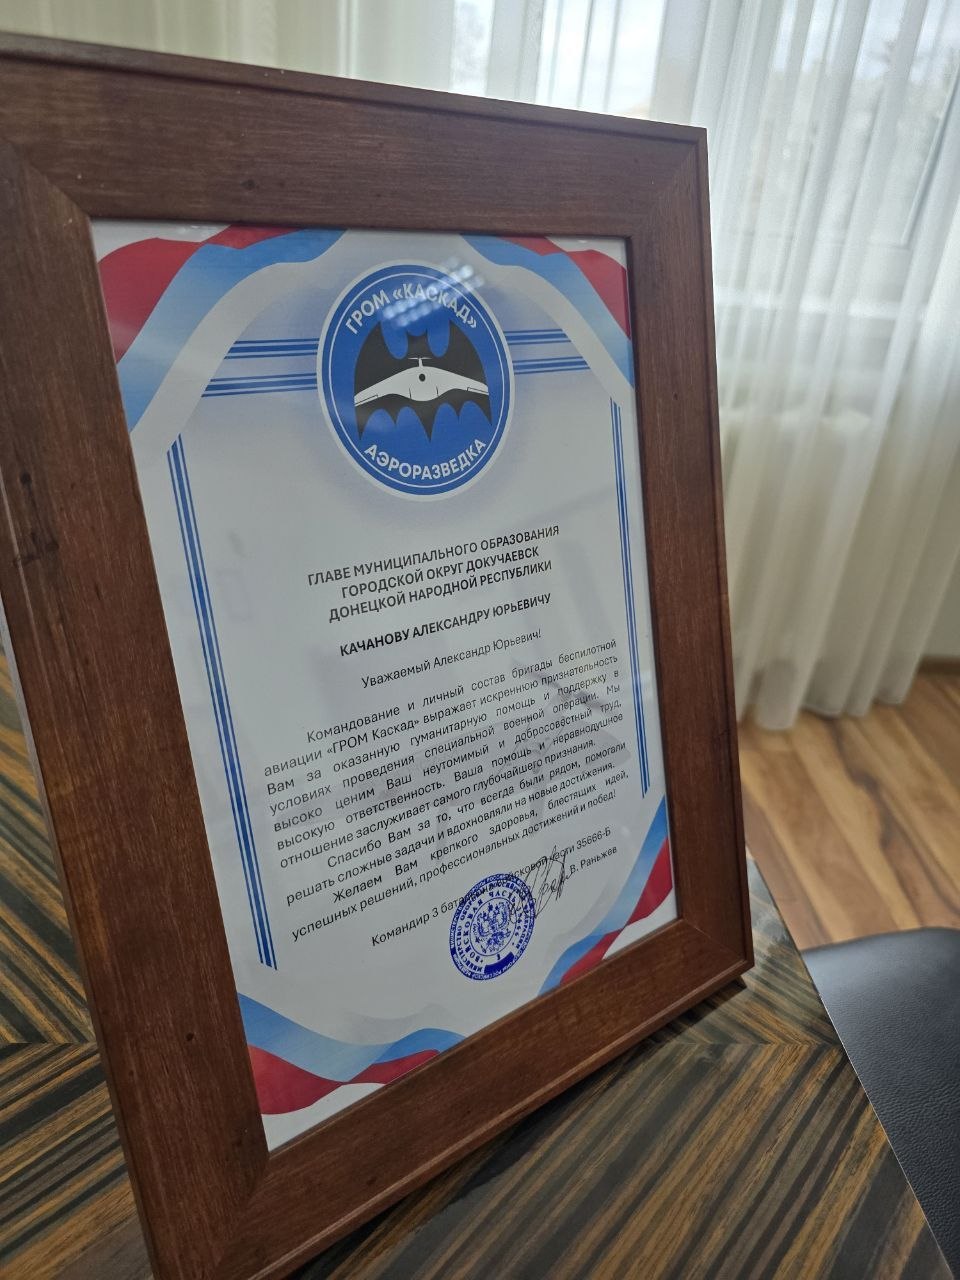 ГРОМ «КАСКАД»
АЭРОРАЗВЕДКА
ГЛАВЕ МУНИЦИПАЛЬНОГО ОБРАЗОВАНИЯ
ГОРОДСКОЙ ОКРУГ ДОКУЧАЕВСК
ДОНЕЦКОЙ НАРОДНОЙ РЕСПУБЛИКИ
КАЧАНОВУ АЛЕКСАНДРУ ЮРЬЕВИЧУ
Уважаемый Александр Юрьевич!
Командование и личный состав бригады беспилотной
авиации «ГРОМ Каскад» выражает искреннюю признательность
Вам за оказанную гуманитарную помощь и поддержку в
условиях проведения специальной военной операции. Мы
высоко ценим Ваш неутомимый и добросовестный труд,
высокую ответственность. Ваша помощь и неравнодушное
отношение заслуживает самого глубочайшего признания.
Спасибо Вам за то, что всегда были рядом, помогали
решать сложные задачи и вдохновляли на новые достижения.
Желаем Вам крепкого здоровья, блестящих идей,
успешных решений, профессиональных достижений и побед!
Командир 3 части 35666-Б
В. Раньжев
ВОЙСКОВАЯ ЧАСТЬ